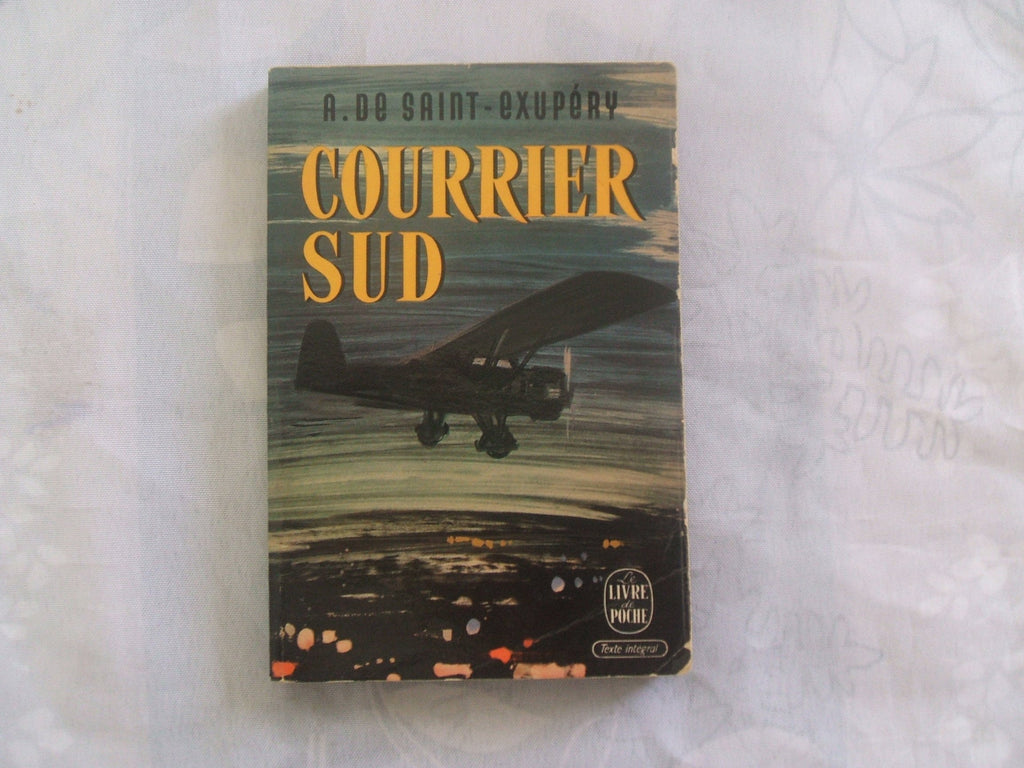 A. DE SAINT-EXUPÉRY
COURRIER
SUD
Le
LIVRE
de
POCHE
Texte intégral